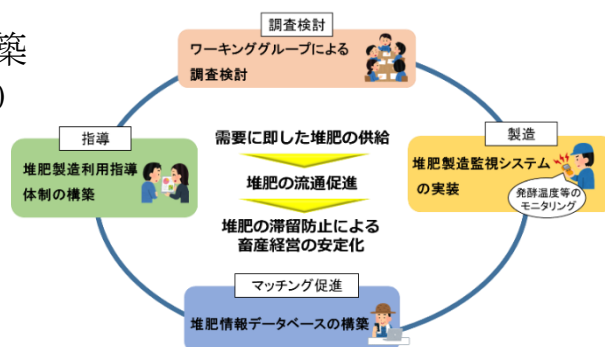 築
)
調査検討
ワーキンググループによる
調査検討
指導
堆肥製造利用指導
体制の構築
需要に即した堆肥の供給
堆肥の流通促進
堆肥の滞留防止による
畜産経営の安定化
製造
堆肥製造監視システム
の実装
発酵温度等の
モニタリング
マッチング促進
堆肥情報データベースの構築